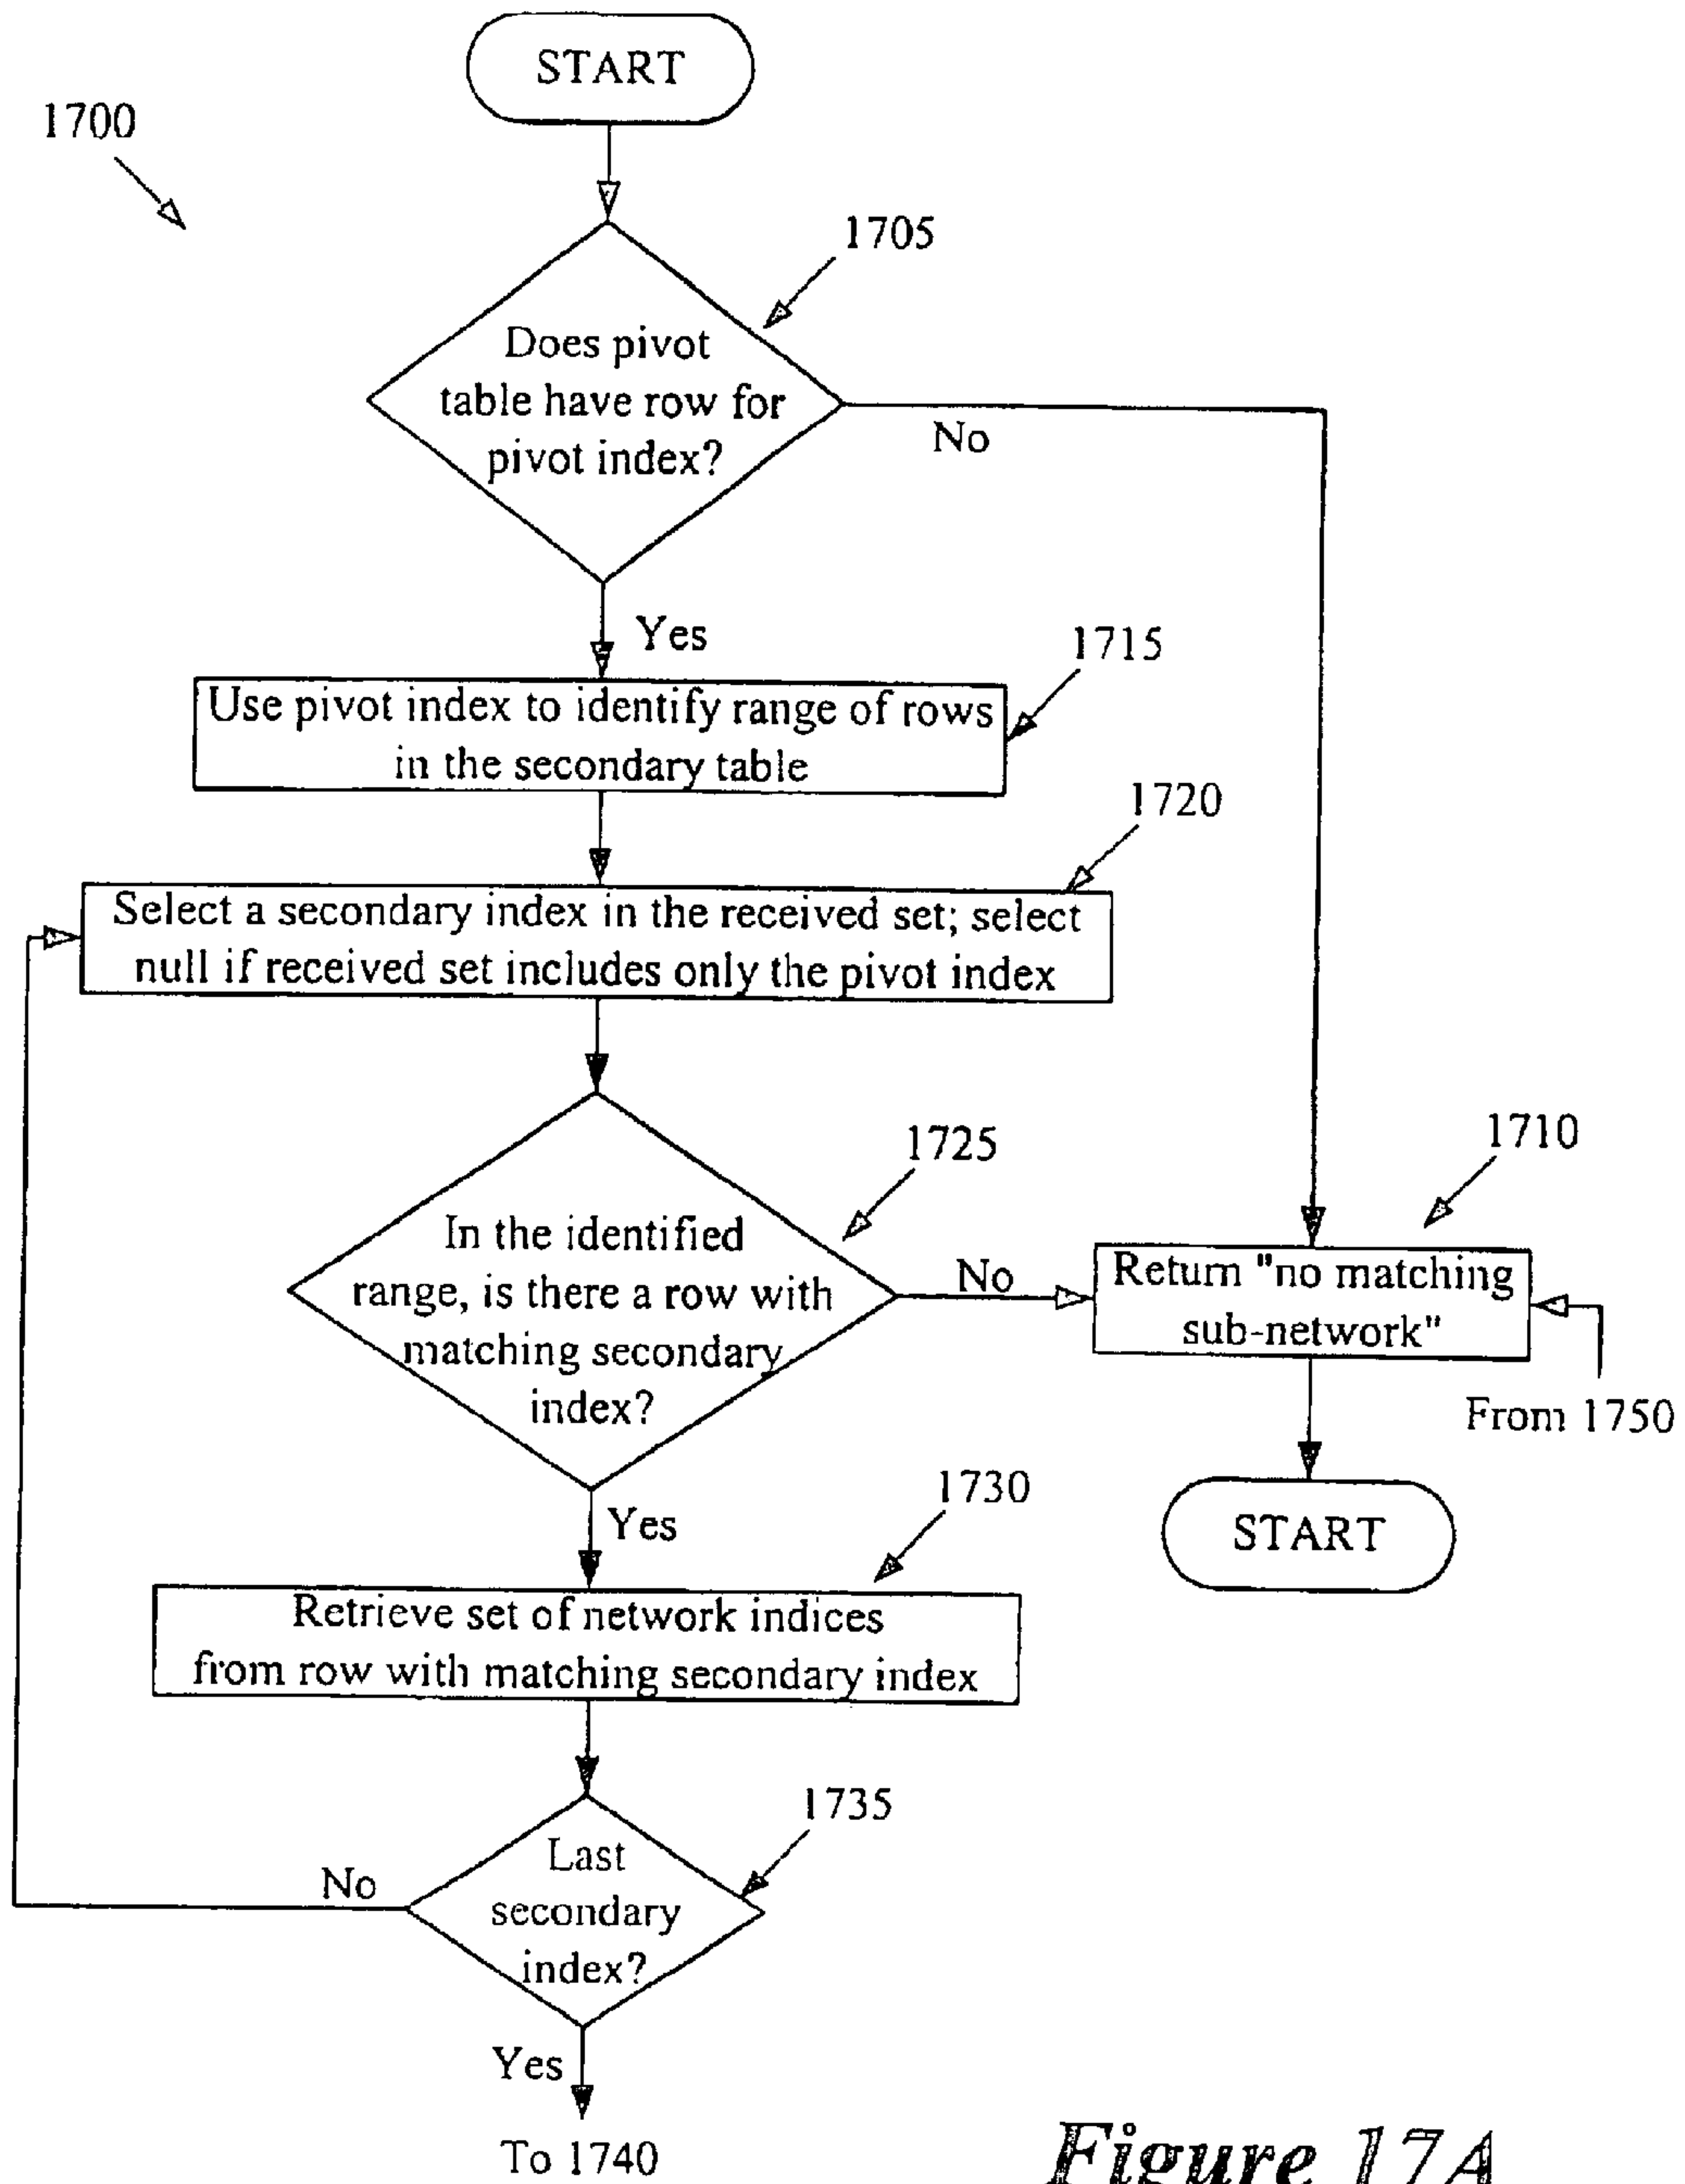 START
1700
1705
Does pivot
table have row for
pivot index?
No
Yes
1715
Use pivot index to identify range of rows
in the secondary table
1720
Select a secondary index in the received set; select
null if received set includes only the pivot index
1725
1710
In the identified
range, is there a row with
matching secondary
index?
No
Return "no matching
sub-network"
From 1750
Yes
START
1730
Retrieve set of network indices
from row with matching secondary index
1735
Last
secondary
index?
No
Yes
To 1740
Figure 17A